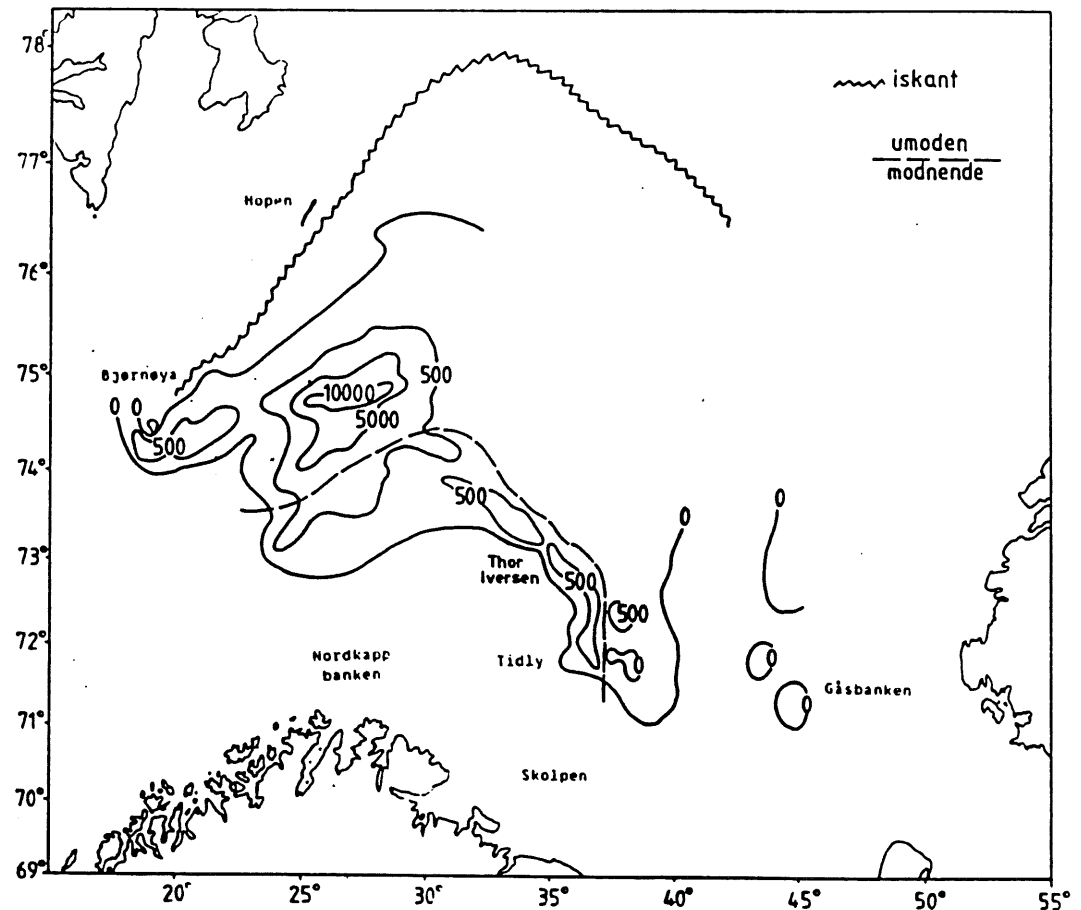 78°
iskant
umoden
modnende
77°
Hopen
76°
75°
Bjørnøya
500
10000
0 0
5000
500
74°
500
0
0
73°
Thor
Iversen
500
500
72°
Nordkapp
banken
Tidly
0
0
Gåsbanken
0
71°
Skolpen
70°
69°
20° 25° 30° 35° 40° 45° 50° 55°